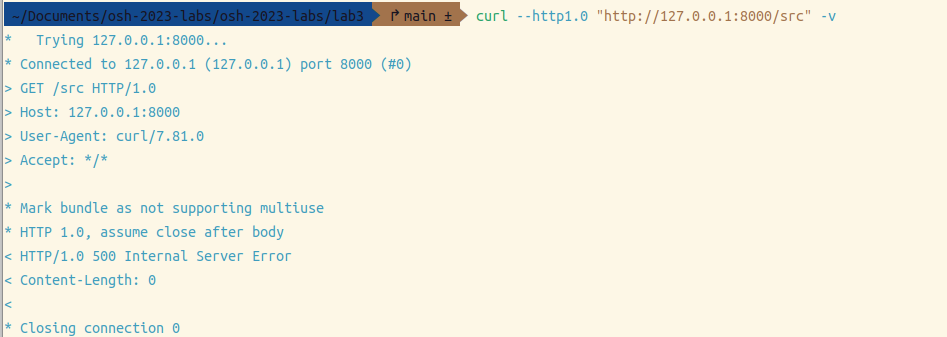 ~/Documents/osh-2023-labs/osh-2023-labs/lab3 ↱ main ± curl --http1.0 "http://127.0.0.1:8000/src" -v
*   Trying 127.0.0.1:8000...
* Connected to 127.0.0.1 (127.0.0.1) port 8000 (#0)
> GET /src HTTP/1.0
> Host: 127.0.0.1:8000
> User-Agent: curl/7.81.0
> Accept: */*
>
* Mark bundle as not supporting multiuse
* HTTP 1.0, assume close after body
< HTTP/1.0 500 Internal Server Error
< Content-Length: 0
<
* Closing connection 0